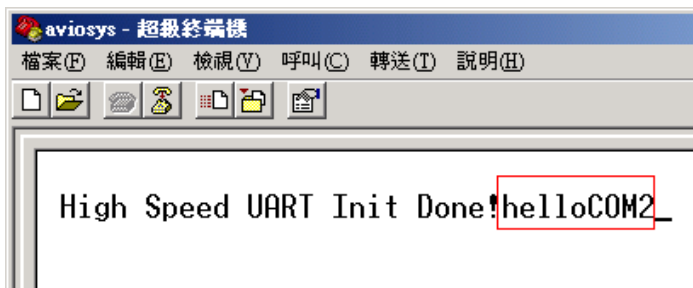 aviosys - 超級終端機
檔案(F) 編輯(E) 檢視(V) 呼叫(C) 轉送(T) 說明(H)
High Speed UART Init Done!helloCOM2_